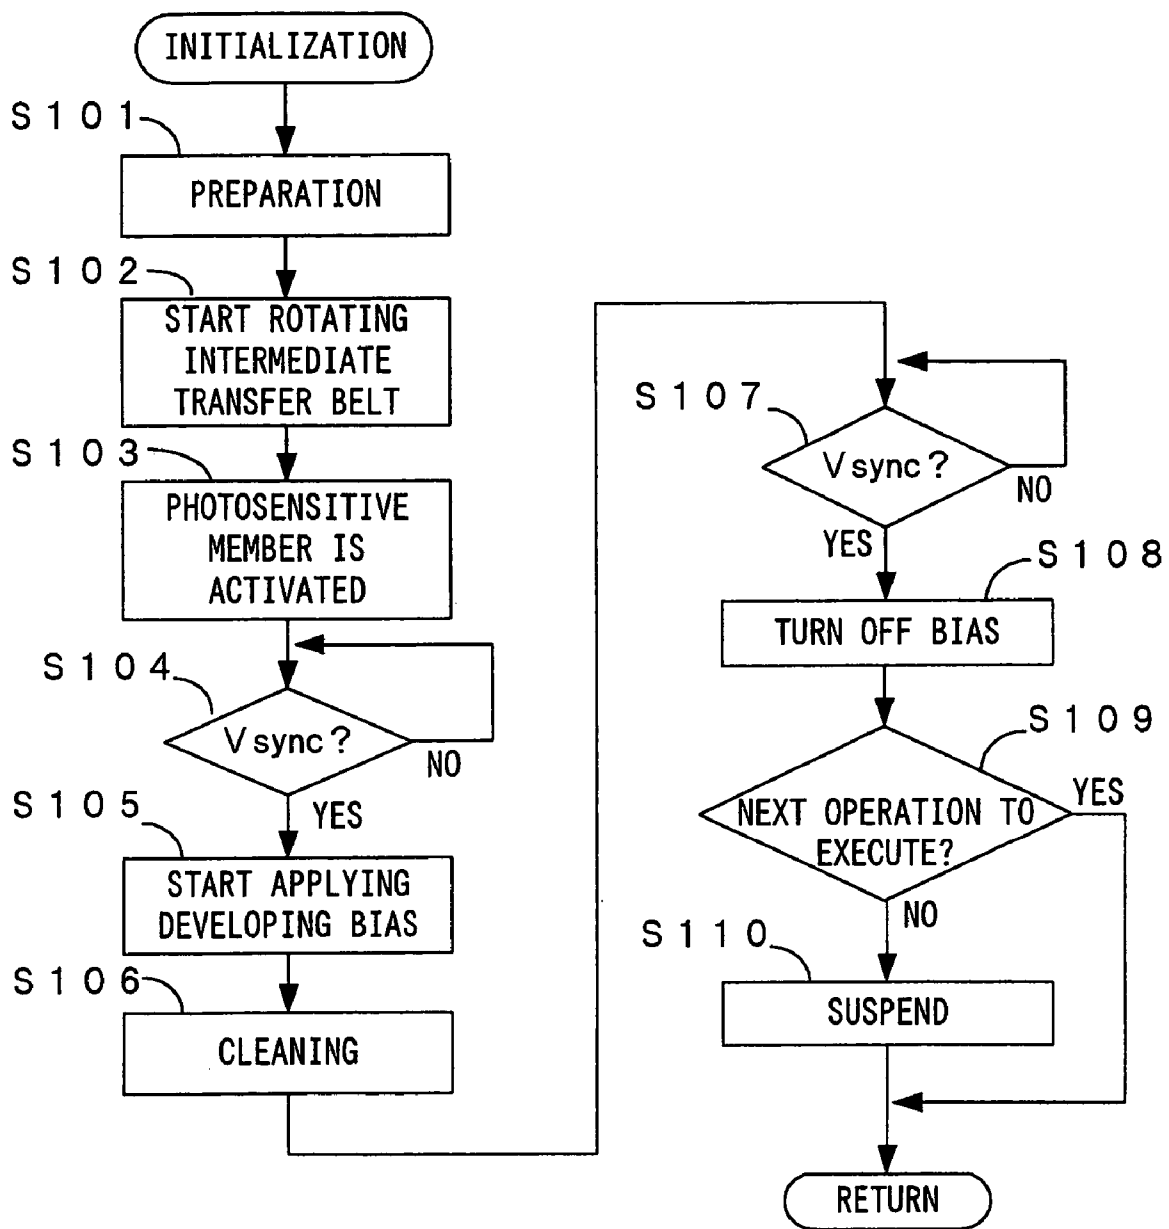 INITIALIZATION
S101
PREPARATION
S102
START ROTATING
INTERMEDIATE
TRANSFER BELT
S103
PHOTOSENSITIVE
MEMBER IS
ACTIVATED
S104
Vsync?
NO
YES
S105
START APPLYING
DEVELOPING BIAS
S106
CLEANING
S107
Vsync?
NO
YES
S108
TURN OFF BIAS
S109
NEXT OPERATION TO
EXECUTE?
YES
NO
S110
SUSPEND
RETURN